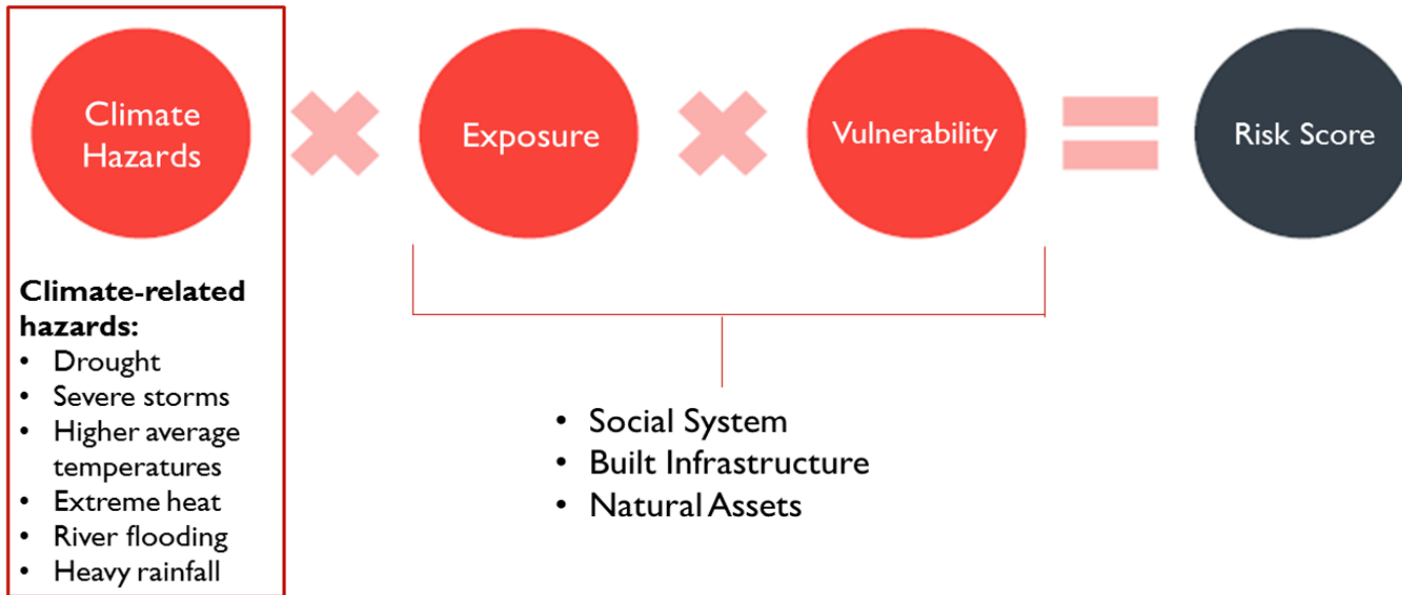 Climate
Hazards
Exposure
Vulnerability
Risk Score
Climate-related
hazards:
• Drought
• Severe storms
• Higher average
temperatures
• Extreme heat
• River flooding
• Heavy rainfall
• Social System
• Built Infrastructure
• Natural Assets